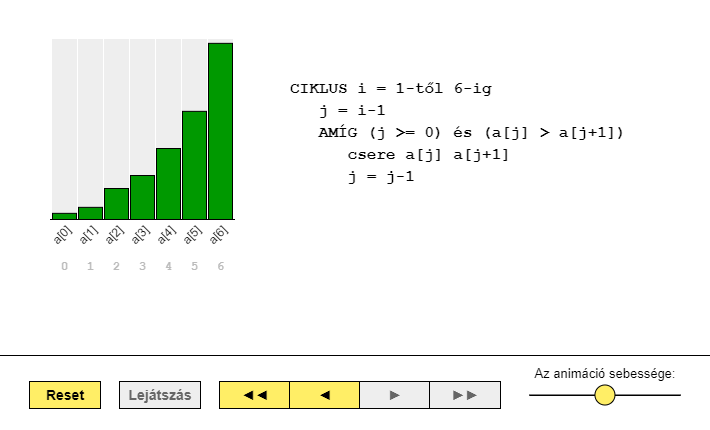 CIKLUS i = 1-től 6-ig
j = i-1
AMÍG (j >= 0) és (a[j] > a[j+1])
csere a[j] a[j+1]
j = j-1
a[0] a[1] a[2] a[3] a[4] a[5] a[6]
0 1 2 3 4 5 6
Az animáció sebessége:
Reset Lejátszás